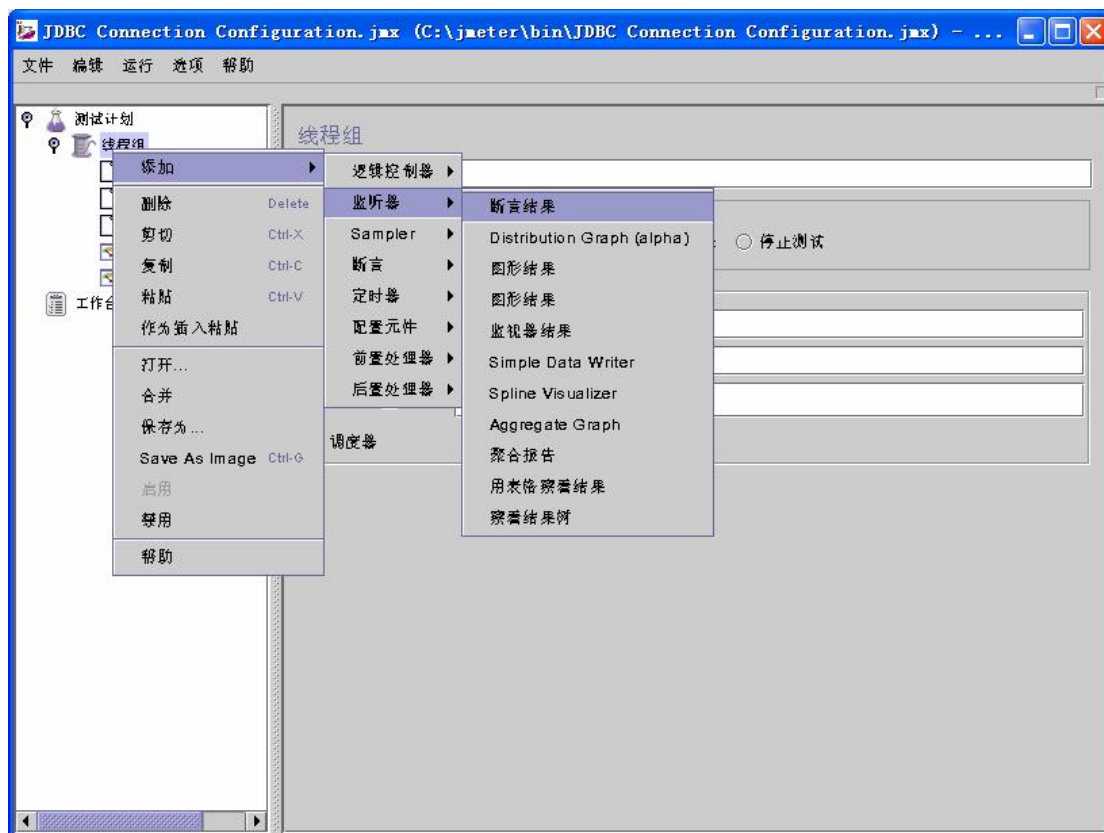 JDBC Connection Configuration.jmx (C:\jmeter\bin\JDBC Connection Configuration.jmx) - ...
文件 编辑 运行 选项 帮助
测试计划
线程组
工作台
线程组
添加
删除 Delete
剪切 Ctrl-X
复制 Ctrl-C
粘贴 Ctrl-V
作为插入粘贴
打开...
合并
保存为...
Save As Image Ctrl-G
启用
禁用
帮助
逻辑控制器
监听器
Sampler
断言
定时器
配置元件
前置处理器
后置处理器
断言结果
Distribution Graph (alpha)
图形结果
图形结果
监视器结果
Simple Data Writer
Spline Visualizer
Aggregate Graph
聚合报告
用表格察看结果
察看结果树
停止测试
调度器